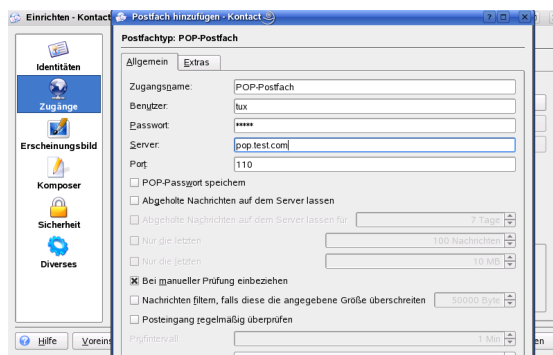 Einrichten - Kontact
Postfach hinzufügen - Kontact
Postfachtyp: POP-Postfach
Allgemein
Extras
Identitäten
Zugänge
Erscheinungsbild
Komposer
Sicherheit
Diverses
Zugangsname:
POP-Postfach
Benutzer:
tux
Passwort:
*****
Server:
pop.test.com
Port:
110
POP-Passwort speichern
Abgeholte Nachrichten auf dem Server lassen
Abgeholte Nachrichten auf dem Server lassen für
7 Tage
Nur die letzten
100 Nachrichten
Nur die letzten
10 MB
Bei manueller Prüfung einbeziehen
Nachrichten filtern, falls diese die angegebene Größe überschreiten
50000 Byte
Posteingang regelmäßig überprüfen
Prüfintervall:
1 Min
Hilfe
Voreins
en